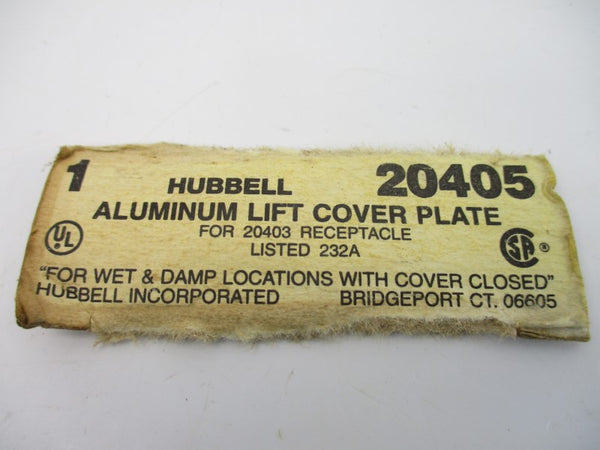 1 HUBBELL 20405
ALUMINUM LIFT COVER PLATE
FOR 20403 RECEPTACLE
LISTED 232A
UL
SA ®
"FOR WET & DAMP LOCATIONS WITH COVER CLOSED"
HUBBELL INCORPORATED BRIDGEPORT CT. 06605